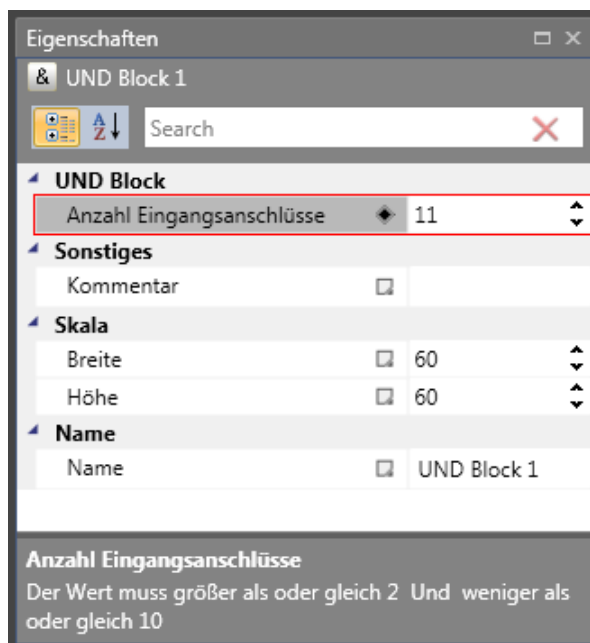 Eigenschaften
& UND Block 1
A Z Search
UND Block
Anzahl Eingangsanschlüsse 11
Sonstiges
Kommentar
Skala
Breite 60
Höhe 60
Name
Name UND Block 1
Anzahl Eingangsanschlüsse
Der Wert muss größer als oder gleich 2 Und weniger als
oder gleich 10